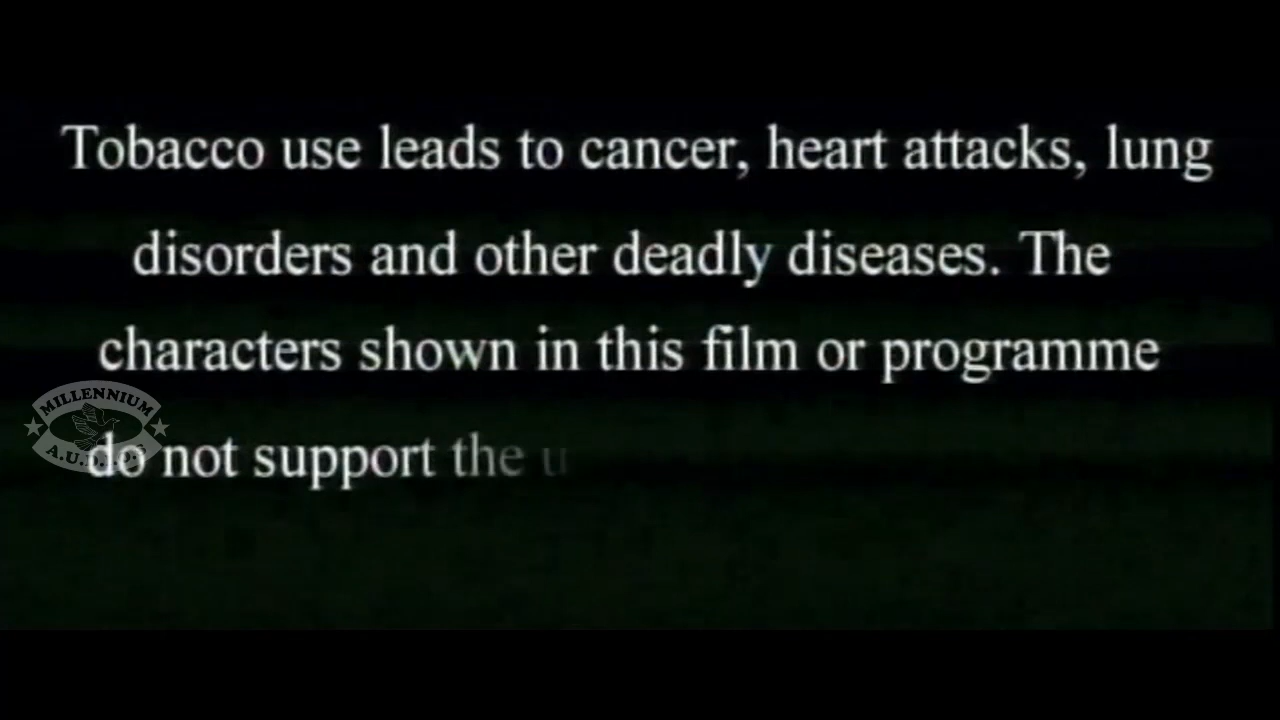 Tobacco use leads to cancer, heart attacks, lung
disorders and other deadly diseases. The
characters shown in this film or programme
do not support the u
MILLENNIUM
A.U.D.I.O.S